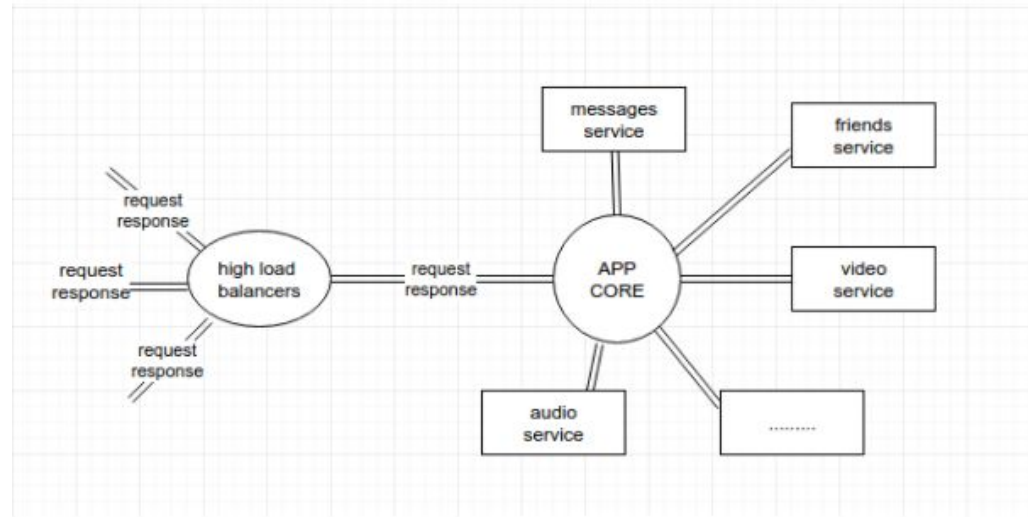 messages
service
friends
service
request
response
request
response
high load
balancers
request
response
APP
CORE
video
service
request
response
audio
service
.........